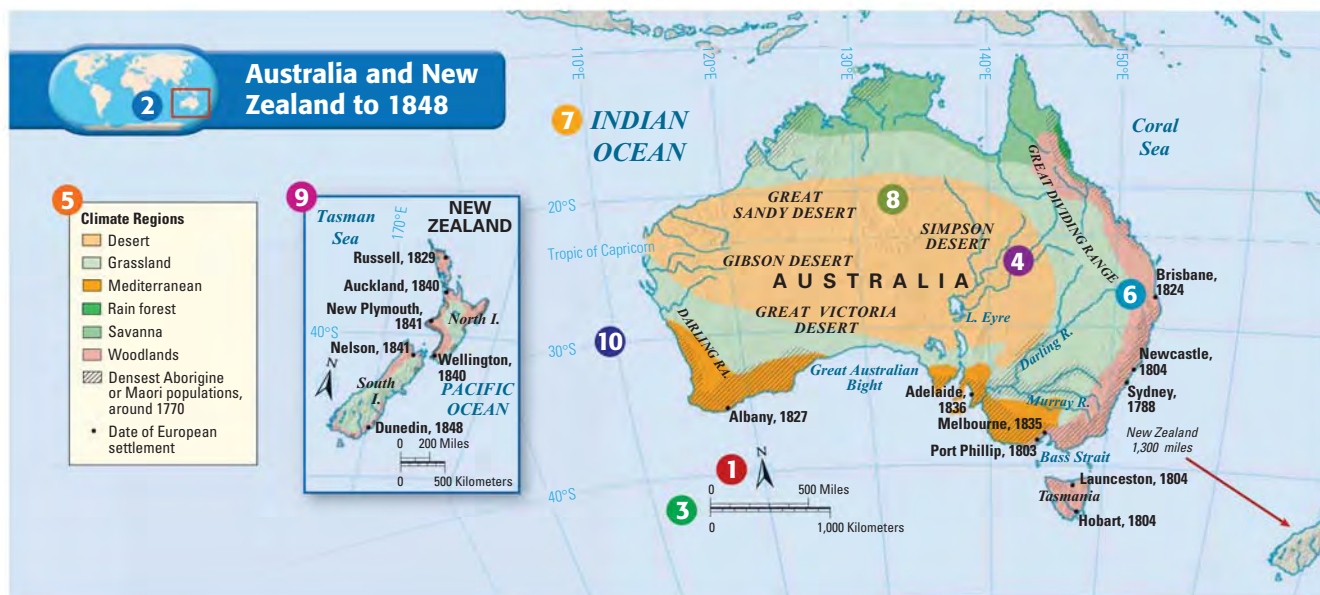 Australia and New
Zealand to 1848
2
5
Climate Regions
Desert
Grassland
Mediterranean
Rain forest
Savanna
Woodlands
Densest Aborigine
or Maori populations,
around 1770
Date of European
settlement
9
Tasman
Sea
170°E
NEW
ZEALAND
Russell, 1829
Auckland, 1840
New Plymouth,
1841
North I.
40°S
Nelson, 1841
Wellington,
1840
N
South
I.
PACIFIC
OCEAN
Dunedin, 1848
0 200 Miles
0 500 Kilometers
110°E
120°E
130°E
140°E
150°E
7
INDIAN
OCEAN
Coral
Sea
20°S
Tropic of Capricorn
30°S
40°S
10
GREAT
SANDY DESERT
8
SIMPSON
DESERT
GIBSON DESERT
4
AUSTRALIA
GREAT VICTORIA
DESERT
GREAT DIVIDING RANGE
6
Brisbane,
1824
L. Eyre
DARLING RA.
Darling R.
Great Australian
Bight
Newcastle,
1804
Sydney,
1788
Adelaide,
1836
Murray R.
Albany, 1827
Melbourne, 1835
Port Phillip, 1803
Bass Strait
New Zealand
1,300 miles
Launceston, 1804
Tasmania
Hobart, 1804
1
N
3
0 500 Miles
0 1,000 Kilometers